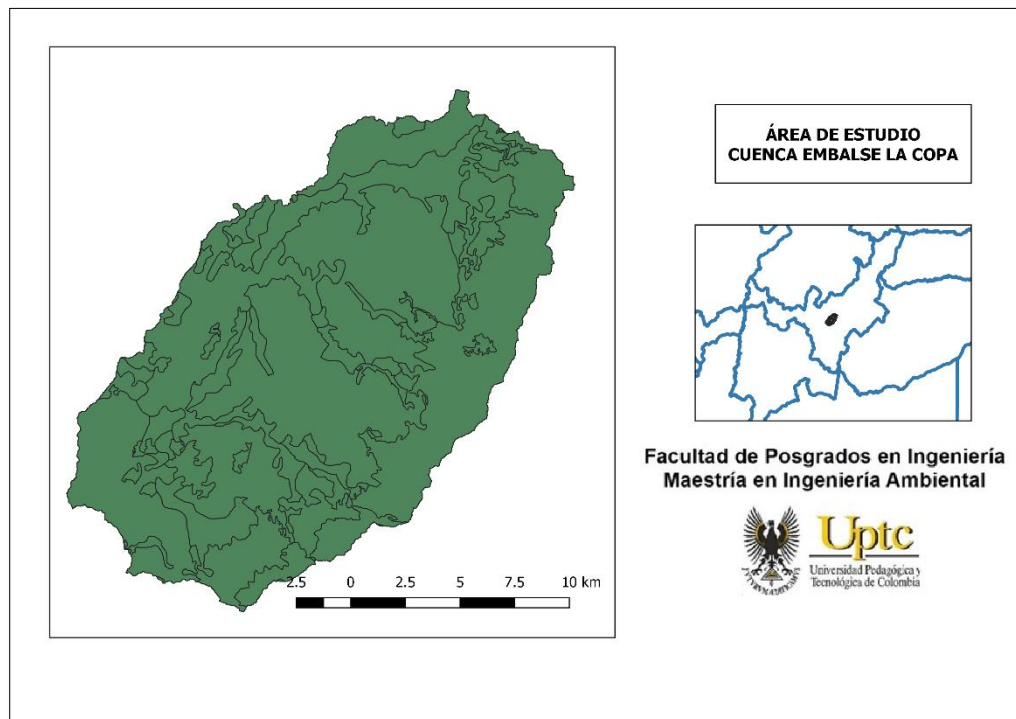 ÁREA DE ESTUDIO
CUENCA EMBALSE LA COPA
Facultad de Posgrados en Ingeniería
Maestría en Ingeniería Ambiental
Uptc
Universidad Pedagógica y
Tecnológica de Colombia
2.5 0 2.5 5 7.5 10 km